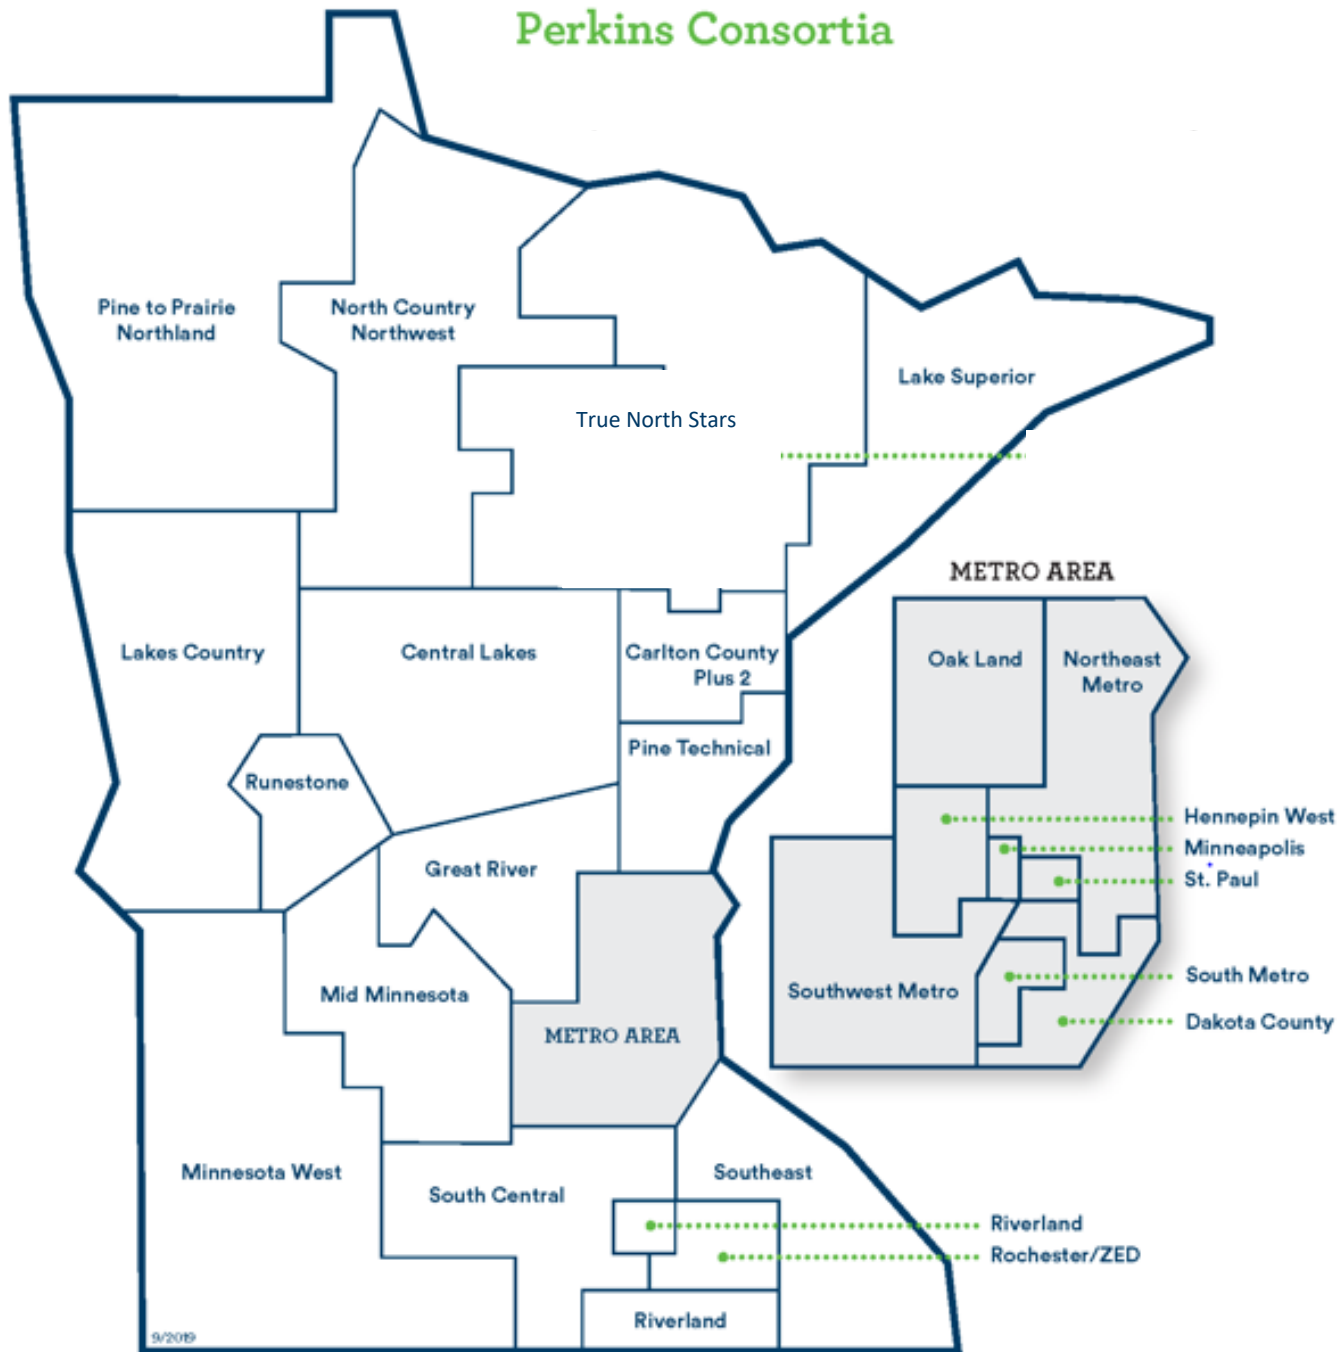 Perkins Consortia
Pine to Prairie
Northland
North Country
Northwest
Lake Superior
True North Stars
METRO AREA
Lakes Country
Central Lakes
Carlton County
Plus 2
Oak Land
Northeast
Metro
Pine Technical
Runestone
Hennepin West
Minneapolis
St. Paul
Great River
South Metro
Southwest Metro
Mid Minnesota
Dakota County
METRO AREA
Minnesota West
Southeast
South Central
Riverland
Rochester/ZED
Riverland
9/2019